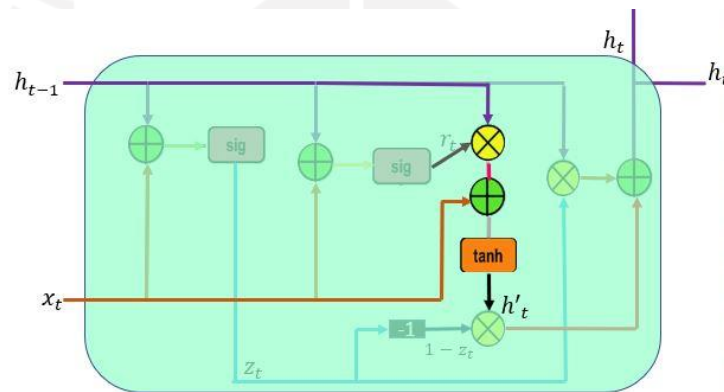 h_t
h_{t-1}
h_t
sig
sig
r_t
tanh
x_t
h'_t
-1
1 − z_t
z_t